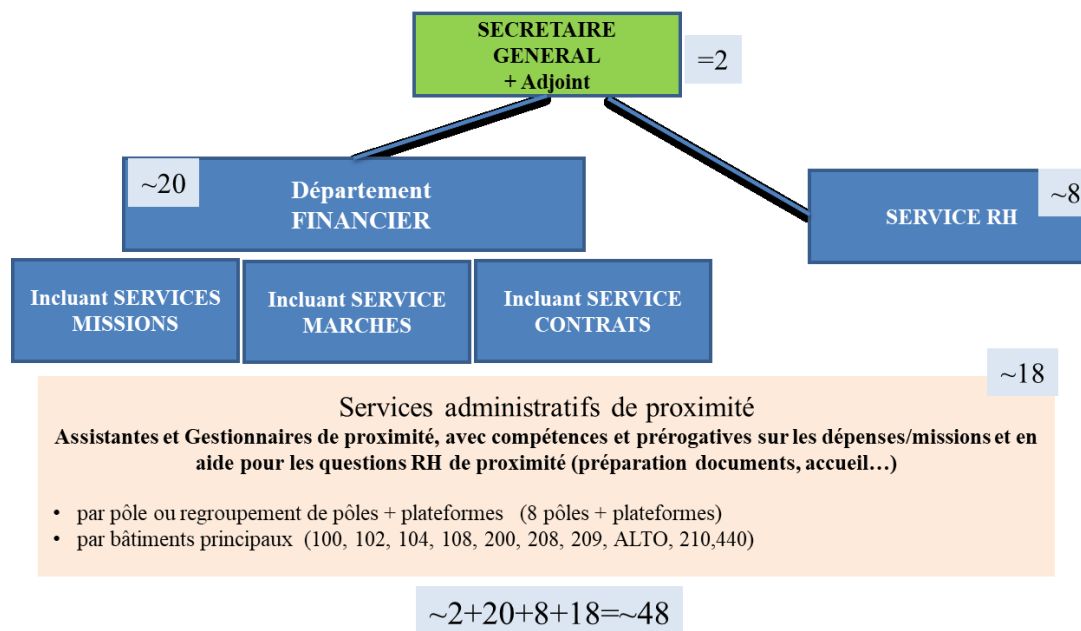 SECRETAIRE
GENERAL
+ Adjoint
=2
~20
Département
FINANCIER
~8
SERVICE RH
Incluant SERVICES
MISSIONS
Incluant SERVICE
MARCHES
Incluant SERVICE
CONTRATS
~18
Services administratifs de proximité
Assistantes et Gestionnaires de proximité, avec compétences et prérogatives sur les dépenses/missions et en
aide pour les questions RH de proximité (préparation documents, accueil…)
• par pôle ou regroupement de pôles + plateformes (8 pôles + plateformes)
• par bâtiments principaux (100, 102, 104, 108, 200, 208, 209, ALTO, 210,440)
~2+20+8+18=~48